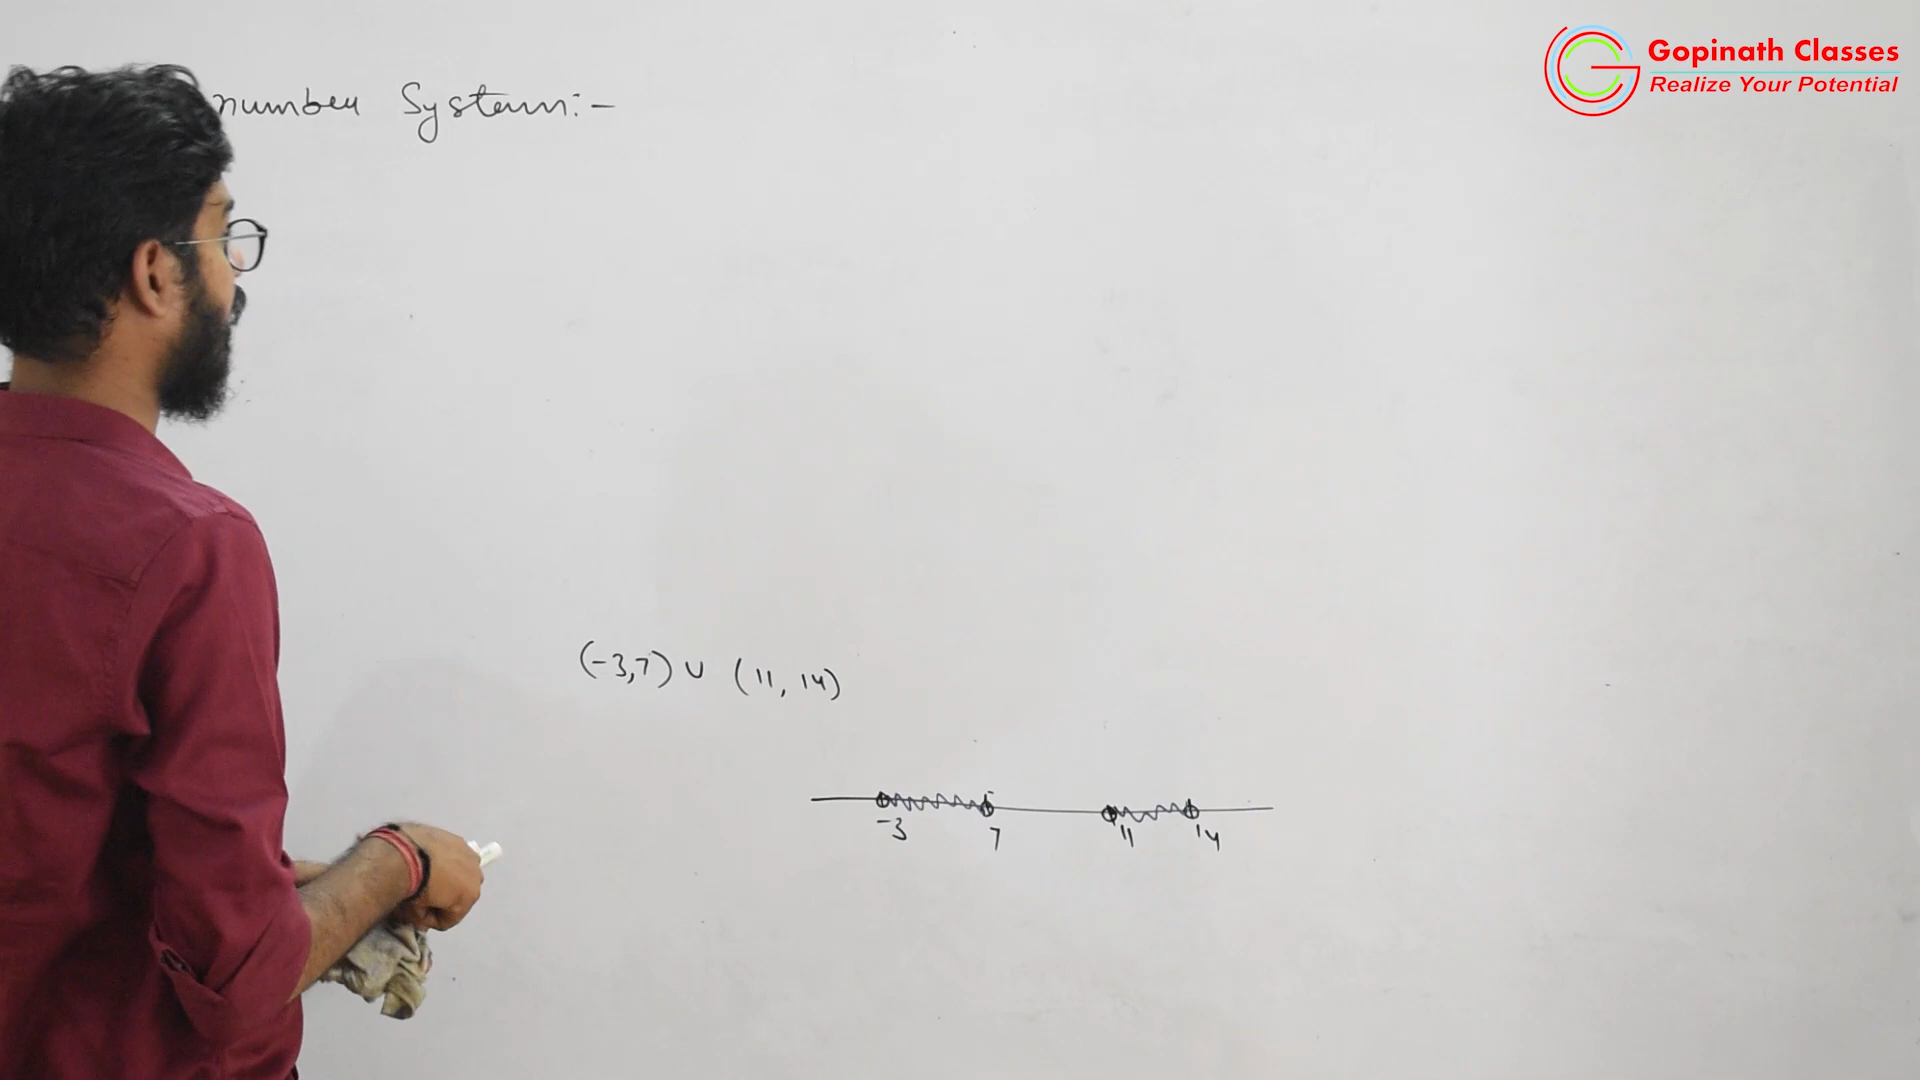 Gopinath Classes
Realize Your Potential
number System:-
(-3,7) ∪ (11, 14)
-3 7 11 14